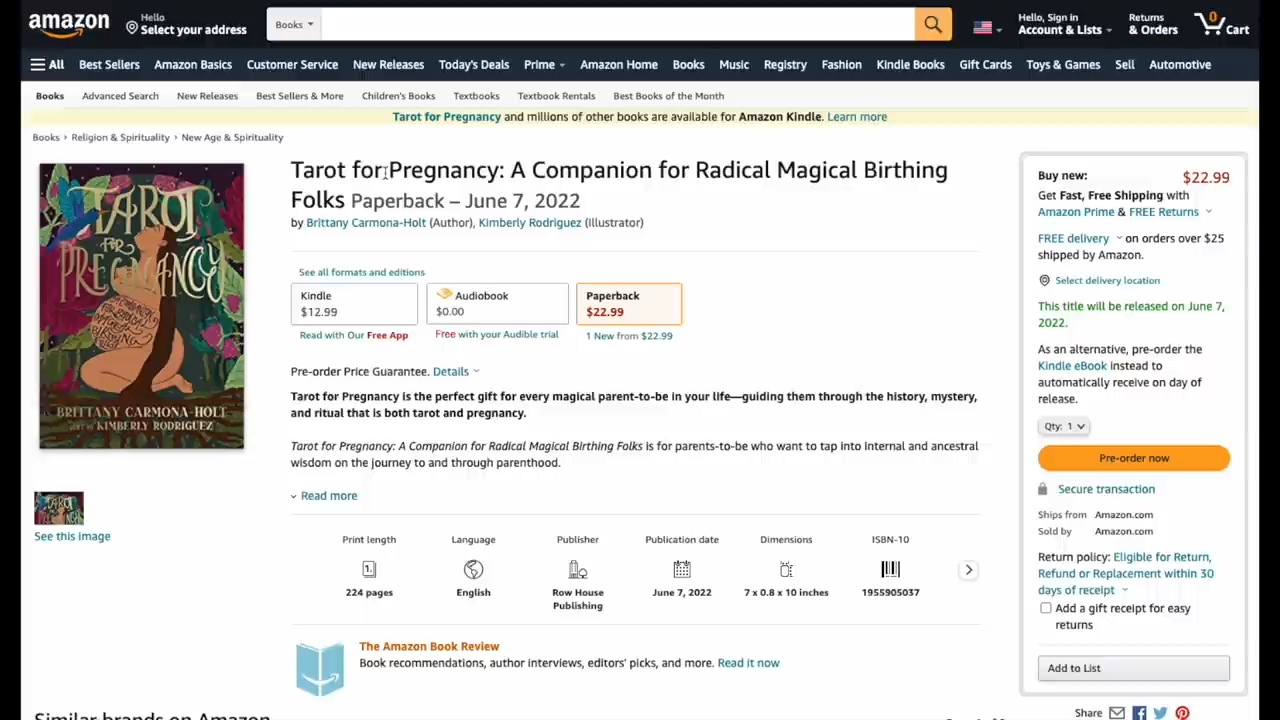 amazon
Hello
Select your address
Books
Hello, Sign in
Account & Lists
Returns
& Orders
0
Cart
All
Best Sellers
Amazon Basics
Customer Service
New Releases
Today's Deals
Prime
Amazon Home
Books
Music
Registry
Fashion
Kindle Books
Gift Cards
Toys & Games
Sell
Automotive
Books
Advanced Search
New Releases
Best Sellers & More
Children's Books
Textbooks
Textbook Rentals
Best Books of the Month
Tarot for Pregnancy and millions of other books are available for Amazon Kindle. Learn more
Books › Religion & Spirituality › New Age & Spirituality
TAROT
FOR
PREGNANCY
BRITTANY CARMONA-HOLT
KIMBERLY RODRIGUEZ
See this image
Tarot for Pregnancy: A Companion for Radical Magical Birthing
Folks Paperback – June 7, 2022
by Brittany Carmona-Holt (Author), Kimberly Rodriguez (Illustrator)
See all formats and editions
Kindle
$12.99
Read with Our Free App
Audiobook
$0.00
Free with your Audible trial
Paperback
$22.99
1 New from $22.99
Pre-order Price Guarantee. Details
Tarot for Pregnancy is the perfect gift for every magical parent-to-be in your life—guiding them through the history, mystery,
and ritual that is both tarot and pregnancy.
Tarot for Pregnancy: A Companion for Radical Magical Birthing Folks is for parents-to-be who want to tap into internal and ancestral
wisdom on the journey to and through parenthood.
Read more
Print length
224 pages
Language
English
Publisher
Row House
Publishing
Publication date
June 7, 2022
Dimensions
7 x 0.8 x 10 inches
ISBN-10
1955905037
The Amazon Book Review
Book recommendations, author interviews, editors' picks, and more. Read it now
Similar brands on Amazon
Buy new:
$22.99
Get Fast, Free Shipping with
Amazon Prime & FREE Returns
FREE delivery on orders over $25
shipped by Amazon.
Select delivery location
This title will be released on June 7,
2022.
As an alternative, pre-order the
Kindle eBook instead to
automatically receive on day of
release.
Qty: 1
Pre-order now
Secure transaction
Ships from Amazon.com
Sold by Amazon.com
Return policy: Eligible for Return,
Refund or Replacement within 30
days of receipt
Add a gift receipt for easy
returns
Add to List
Share